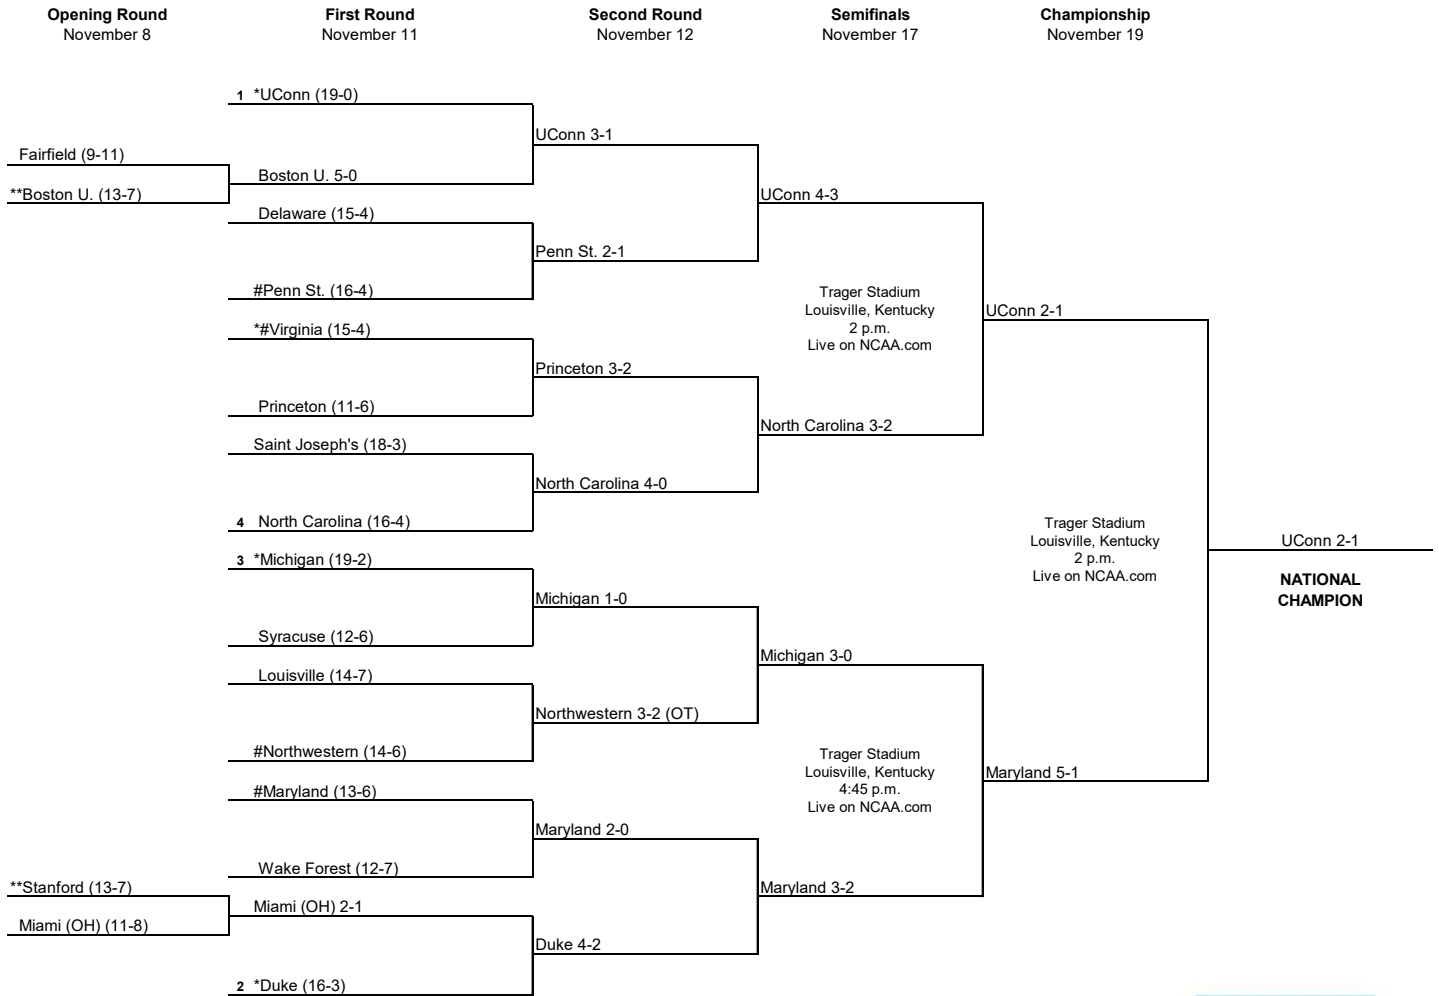 Opening Round
November 8
First Round
November 11
Second Round
November 12
Semifinals
November 17
Championship
November 19
1 *UConn (19-0)
UConn 3-1
Fairfield (9-11)
Boston U. 5-0
**Boston U. (13-7)
UConn 4-3
Delaware (15-4)
Penn St. 2-1
#Penn St. (16-4)
Trager Stadium
Louisville, Kentucky
2 p.m.
Live on NCAA.com
UConn 2-1
*#Virginia (15-4)
Princeton 3-2
Princeton (11-6)
North Carolina 3-2
Saint Joseph's (18-3)
North Carolina 4-0
4 North Carolina (16-4)
Trager Stadium
Louisville, Kentucky
2 p.m.
Live on NCAA.com
UConn 2-1
NATIONAL
CHAMPION
3 *Michigan (19-2)
Michigan 1-0
Syracuse (12-6)
Michigan 3-0
Louisville (14-7)
Northwestern 3-2 (OT)
#Northwestern (14-6)
Trager Stadium
Louisville, Kentucky
4:45 p.m.
Live on NCAA.com
Maryland 5-1
#Maryland (13-6)
Maryland 2-0
Wake Forest (12-7)
Maryland 3-2
**Stanford (13-7)
Miami (OH) 2-1
Miami (OH) (11-8)
Duke 4-2
2 *Duke (16-3)